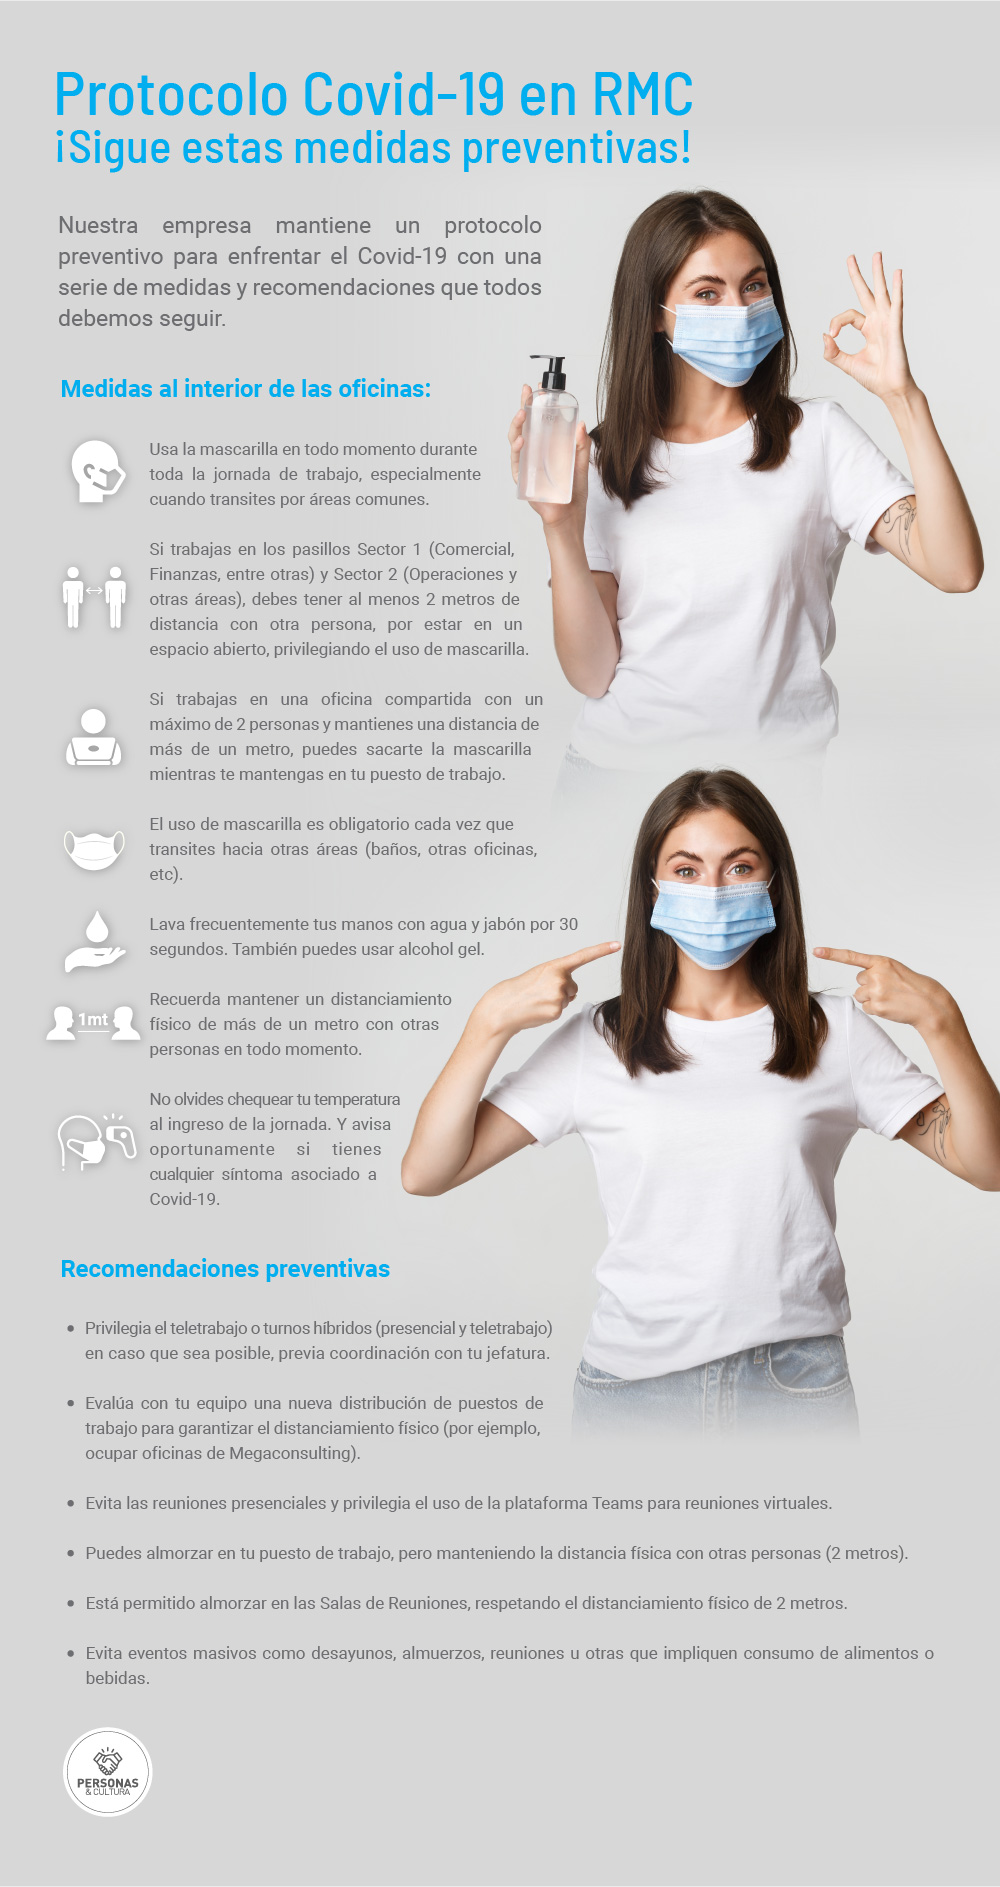 Protocolo Covid-19 en RMC
¡Sigue estas medidas preventivas!
Nuestra empresa mantiene un protocolo
preventivo para enfrentar el Covid-19 con una
serie de medidas y recomendaciones que todos
debemos seguir.
Medidas al interior de las oficinas:
Usa la mascarilla en todo momento durante
toda la jornada de trabajo, especialmente
cuando transites por áreas comunes.
Si trabajas en los pasillos Sector 1 (Comercial,
Finanzas, entre otras) y Sector 2 (Operaciones y
otras áreas), debes tener al menos 2 metros de
distancia con otra persona, por estar en un
espacio abierto, privilegiando el uso de mascarilla.
Si trabajas en una oficina compartida con un
máximo de 2 personas y mantienes una distancia de
más de un metro, puedes sacarte la mascarilla
mientras te mantengas en tu puesto de trabajo.
El uso de mascarilla es obligatorio cada vez que
transites hacia otras áreas (baños, otras oficinas,
etc).
Lava frecuentemente tus manos con agua y jabón por 30
segundos. También puedes usar alcohol gel.
1mt
Recuerda mantener un distanciamiento
físico de más de un metro con otras
personas en todo momento.
No olvides chequear tu temperatura
al ingreso de la jornada. Y avisa
oportunamente si tienes
cualquier síntoma asociado a
Covid-19.
Recomendaciones preventivas
• Privilegia el teletrabajo o turnos híbridos (presencial y teletrabajo)
en caso que sea posible, previa coordinación con tu jefatura.
• Evalúa con tu equipo una nueva distribución de puestos de
trabajo para garantizar el distanciamiento físico (por ejemplo,
ocupar oficinas de Megaconsulting).
• Evita las reuniones presenciales y privilegia el uso de la plataforma Teams para reuniones virtuales.
• Puedes almorzar en tu puesto de trabajo, pero manteniendo la distancia física con otras personas (2 metros).
• Está permitido almorzar en las Salas de Reuniones, respetando el distanciamiento físico de 2 metros.
• Evita eventos masivos como desayunos, almuerzos, reuniones u otras que impliquen consumo de alimentos o
bebidas.
PERSONAS
& CULTURA